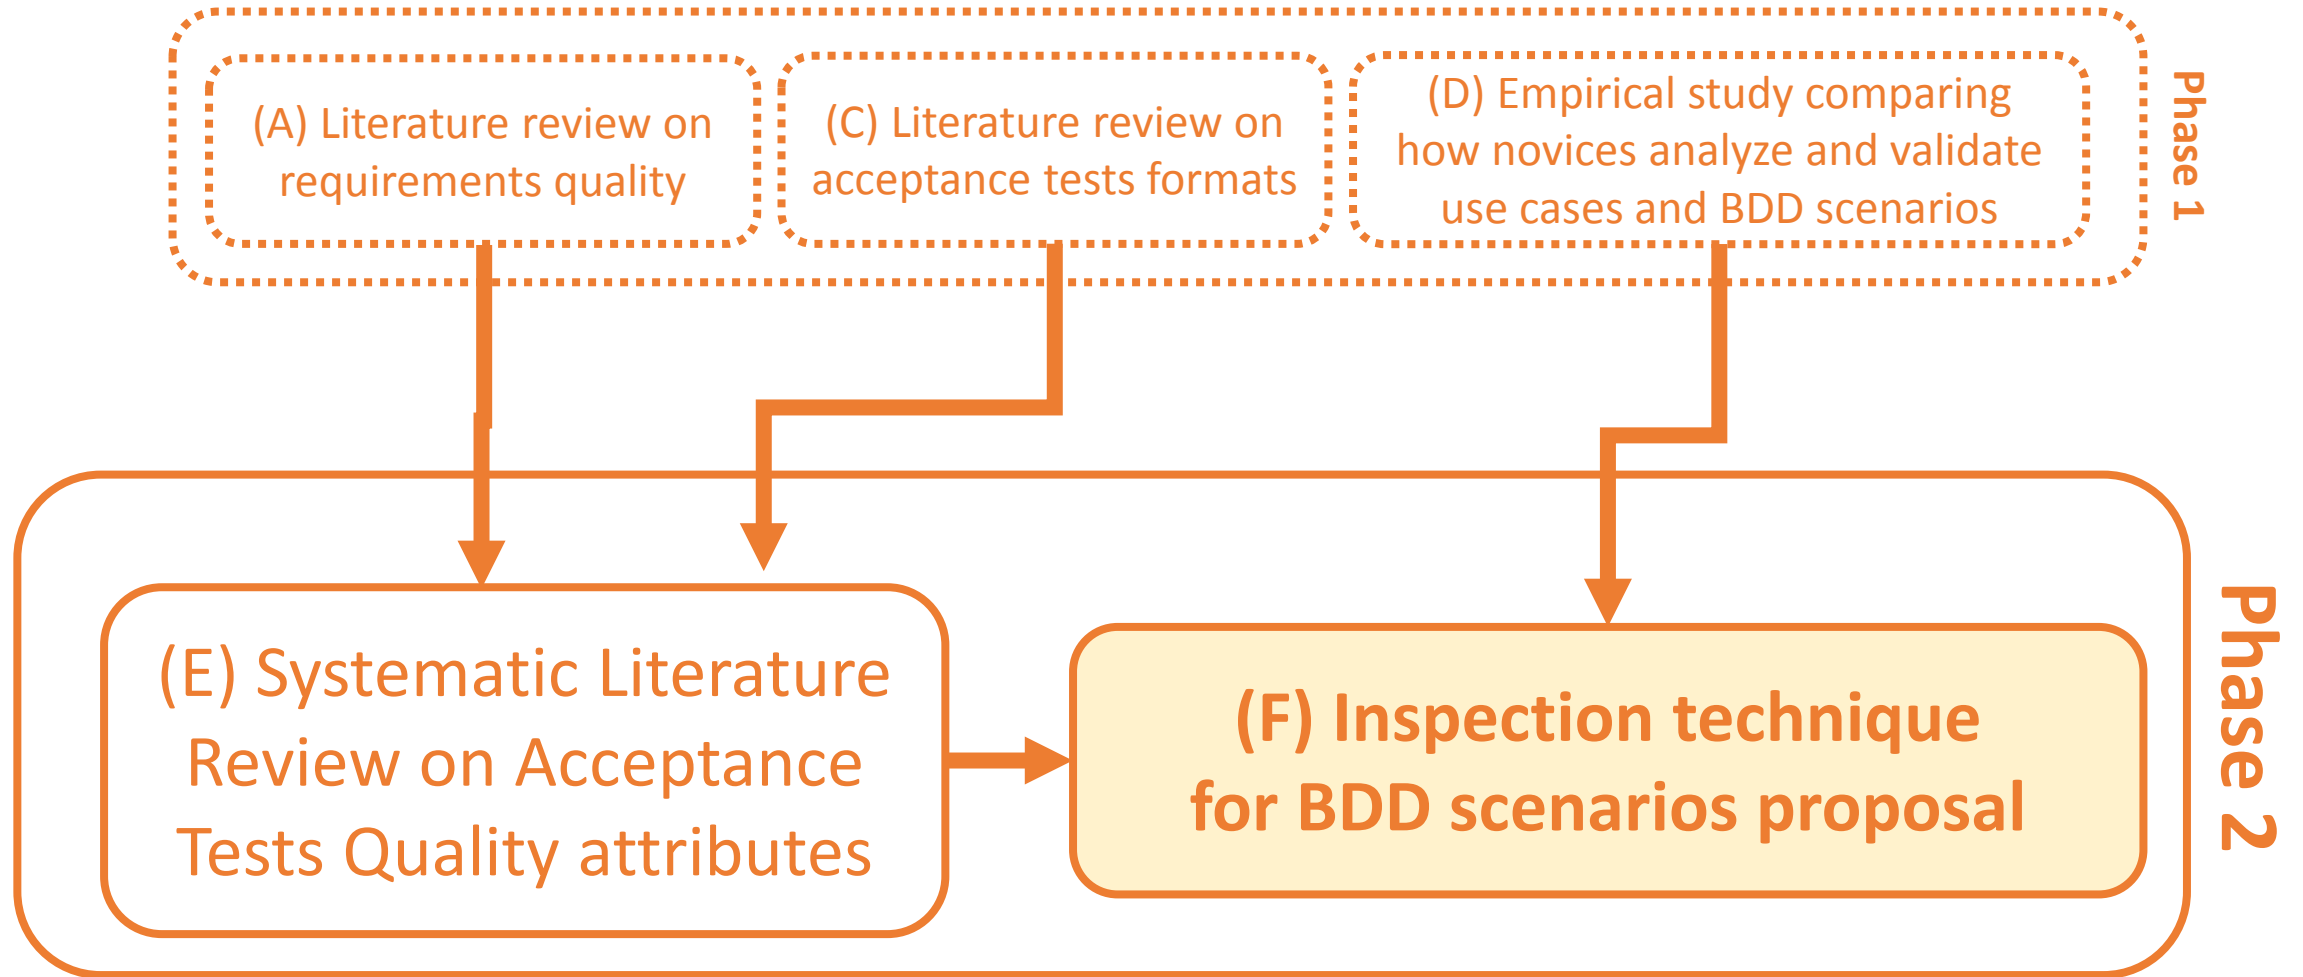 (A) Literature review on
requirements quality
(C) Literature review on
acceptance tests formats
(D) Empirical study comparing
how novices analyze and validate
use cases and BDD scenarios
Phase 1
(E) Systematic Literature
Review on Acceptance
Tests Quality attributes
(F) Inspection technique
for BDD scenarios proposal
Phase 2